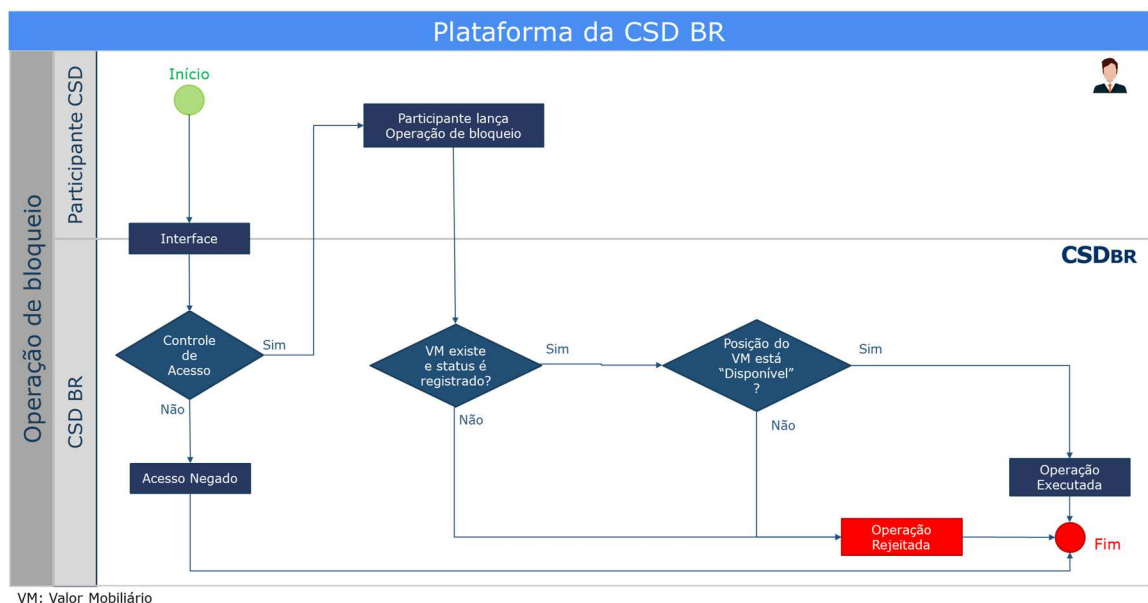 Plataforma da CSD BR
Operação de bloqueio
Participante CSD
Início
Participante lança
Operação de bloqueio
Interface
CSD BR
CSDBR
Controle
de
Acesso
Sim
Não
VM existe
e status é
registrado?
Sim
Não
Posição do
VM está
“Disponível”
?
Sim
Não
Acesso Negado
Operação
Executada
Operação
Rejeitada
Fim
VM: Valor Mobiliário